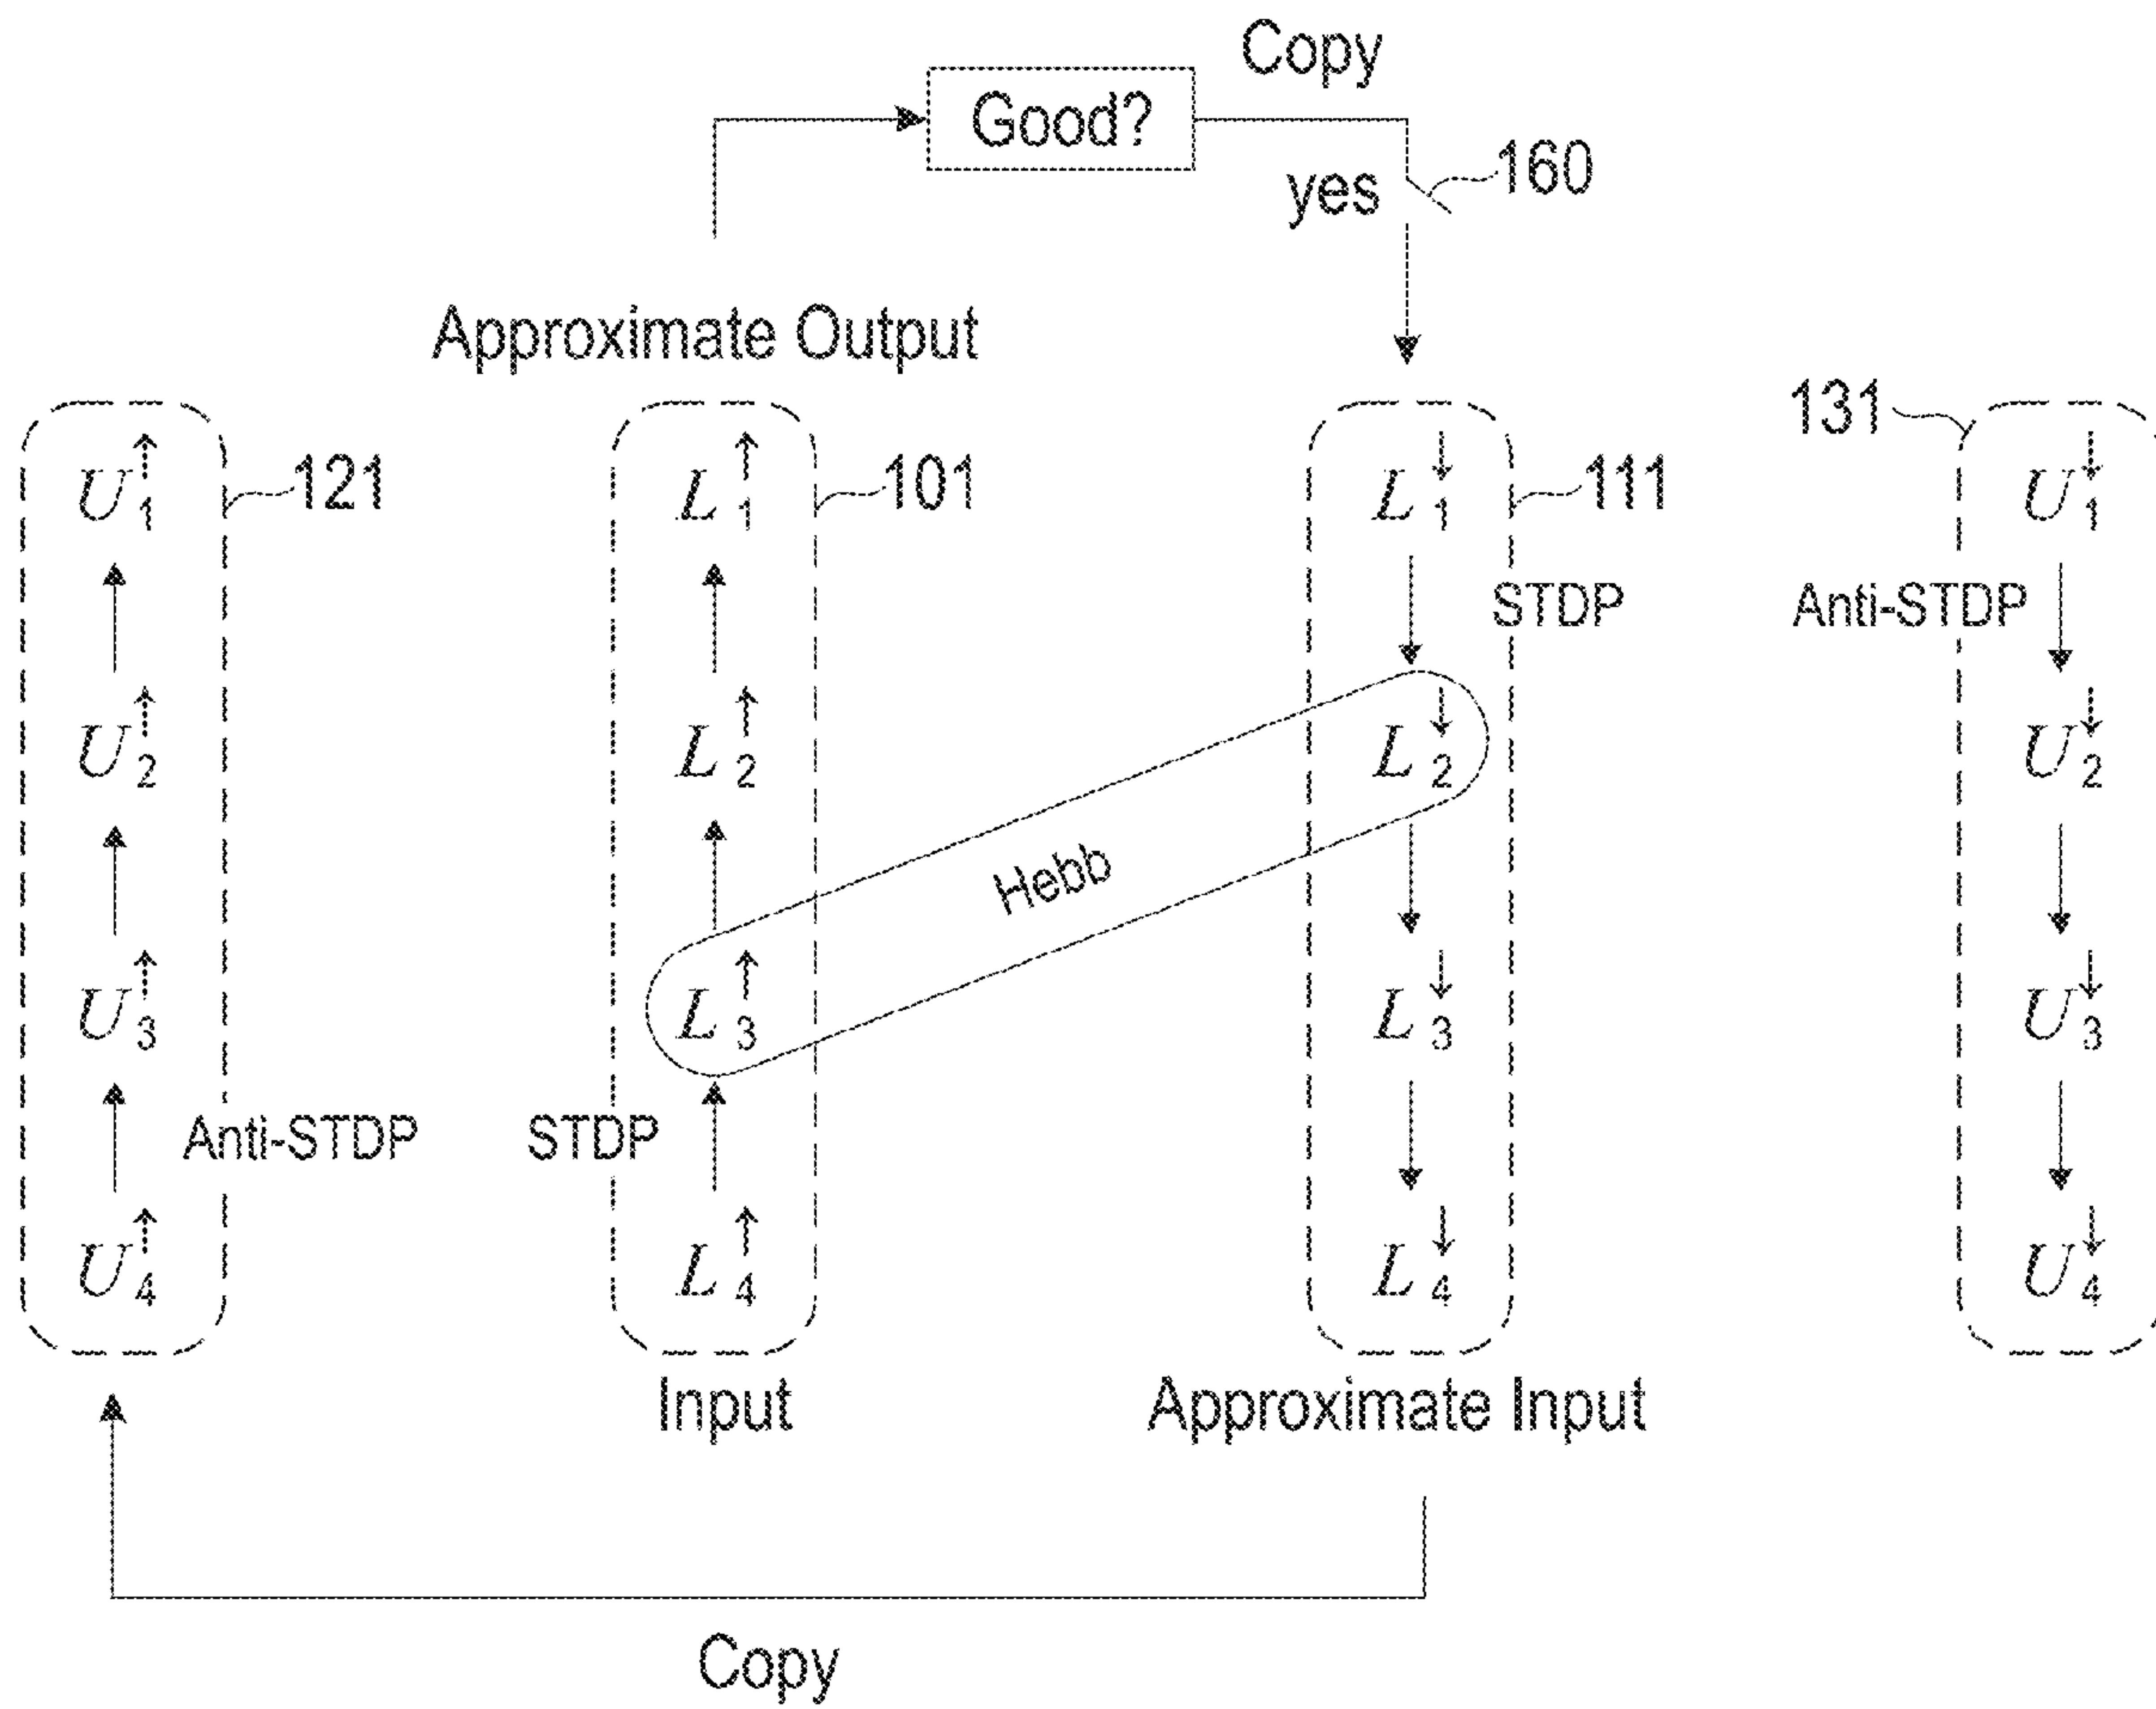 Copy
Good?
yes
160
Approximate Output
131
U↑1
121
L↑1
101
L↓1
111
U↓1
STDP
Anti-STDP
U↑2
L↑2
L↓2
U↓2
Hebb
U↑3
L↑3
L↓3
U↓3
Anti-STDP
STDP
U↑4
L↑4
L↓4
U↓4
Input
Approximate Input
Copy